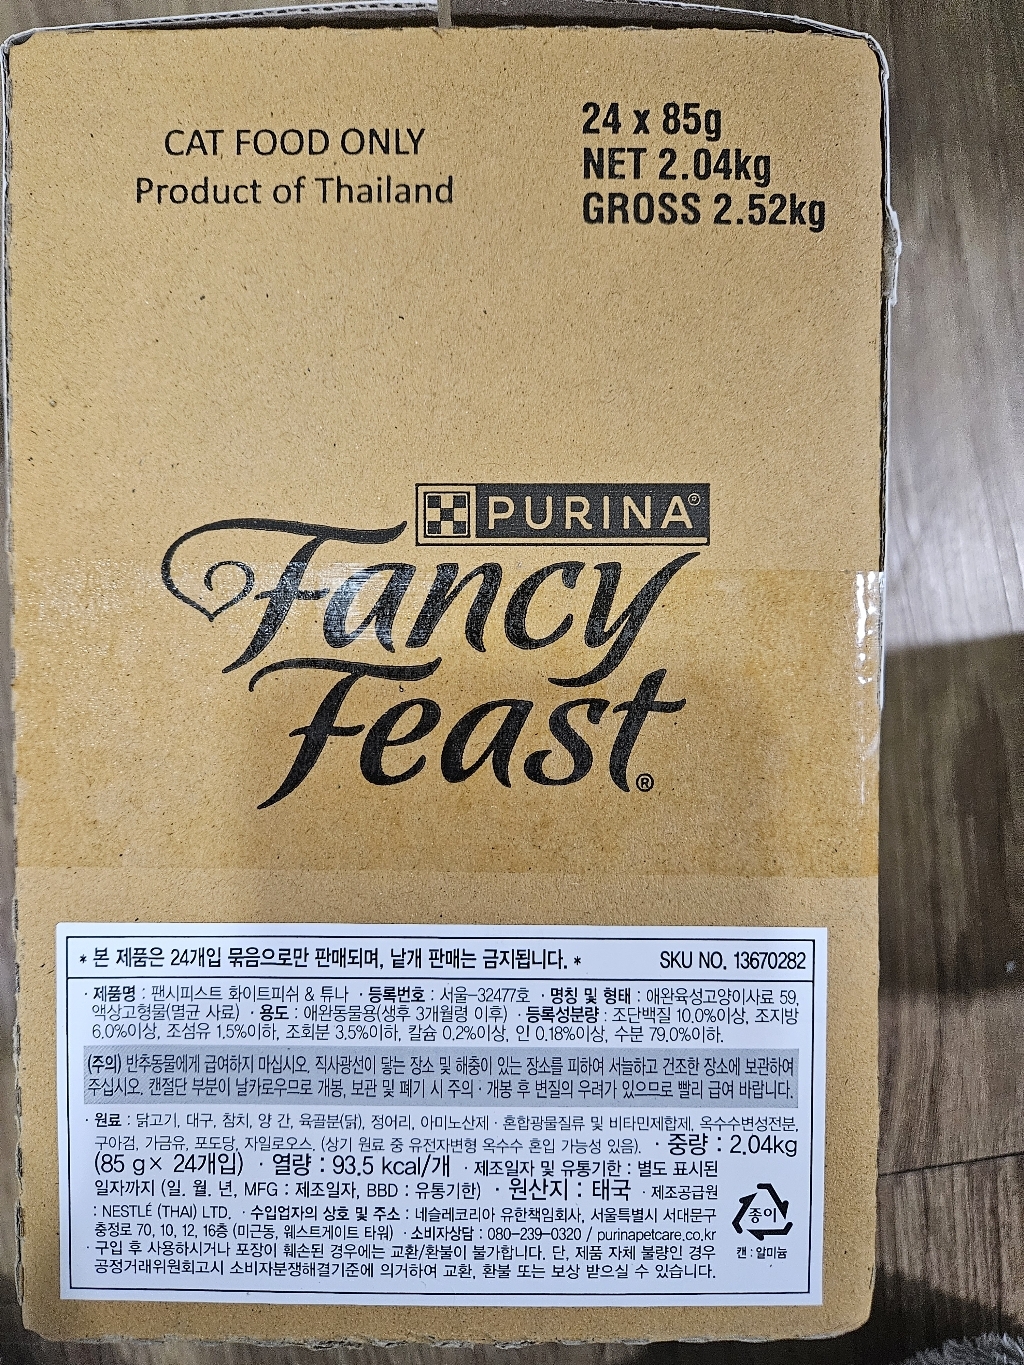 CAT FOOD ONLY
Product of Thailand
24 x 85g
NET 2.04kg
GROSS 2.52kg
PURINA®
Fancy
Feast®
* 본 제품은 24개입 묶음으로만 판매되며, 낱개 판매는 금지됩니다. * SKU NO. 13670282
· 제품명 : 팬시피스트 화이트피쉬 & 튜나 · 등록번호 : 서울-32477호 · 명칭 및 형태 : 애완육성고양이사료 59,
액상고형물(멸균 사료) · 용도 : 애완동물용(생후 3개월령 이후) · 등록성분량 : 조단백질 10.0%이상, 조지방
6.0%이상, 조섬유 1.5%이하, 조회분 3.5%이하, 칼슘 0.2%이상, 인 0.18%이상, 수분 79.0%이하.
(주의) 반추동물에게 급여하지 마십시오. 직사광선이 닿는 장소 및 해충이 있는 장소를 피하여 서늘하고 건조한 장소에 보관하여
주십시오. 캔절단 부분이 날카로우므로 개봉, 보관 및 폐기 시 주의 · 개봉 후 변질의 우려가 있으므로 빨리 급여 바랍니다.
· 원료 : 닭고기, 대구, 참치, 양 간, 육골분(닭), 정어리, 아미노산제 · 혼합광물질류 및 비타민제합제, 옥수수변성전분,
구아검, 가금유, 포도당, 자일로오스. (상기 원료 중 유전자변형 옥수수 혼입 가능성 있음). · 중량 : 2.04kg
(85 g× 24개입) · 열량 : 93.5 kcal/개 · 제조일자 및 유통기한 : 별도 표시된
일자까지 (일. 월. 년, MFG : 제조일자, BBD : 유통기한) · 원산지 : 태국 · 제조공급원
: NESTLÉ (THAI) LTD. · 수입업자의 상호 및 주소 : 네슬레코리아 유한책임회사, 서울특별시 서대문구
충정로 70, 10, 12, 16층 (미근동, 웨스트게이트 타워) · 소비자상담 : 080-239-0320 / purinapetcare.co.kr
· 구입 후 사용하시거나 포장이 훼손된 경우에는 교환/환불이 불가합니다. 단, 제품 자체 불량인 경우
공정거래위원회고시 소비자분쟁해결기준에 의거하여 교환, 환불 또는 보상 받으실 수 있습니다.
종이
캔 : 알미늄